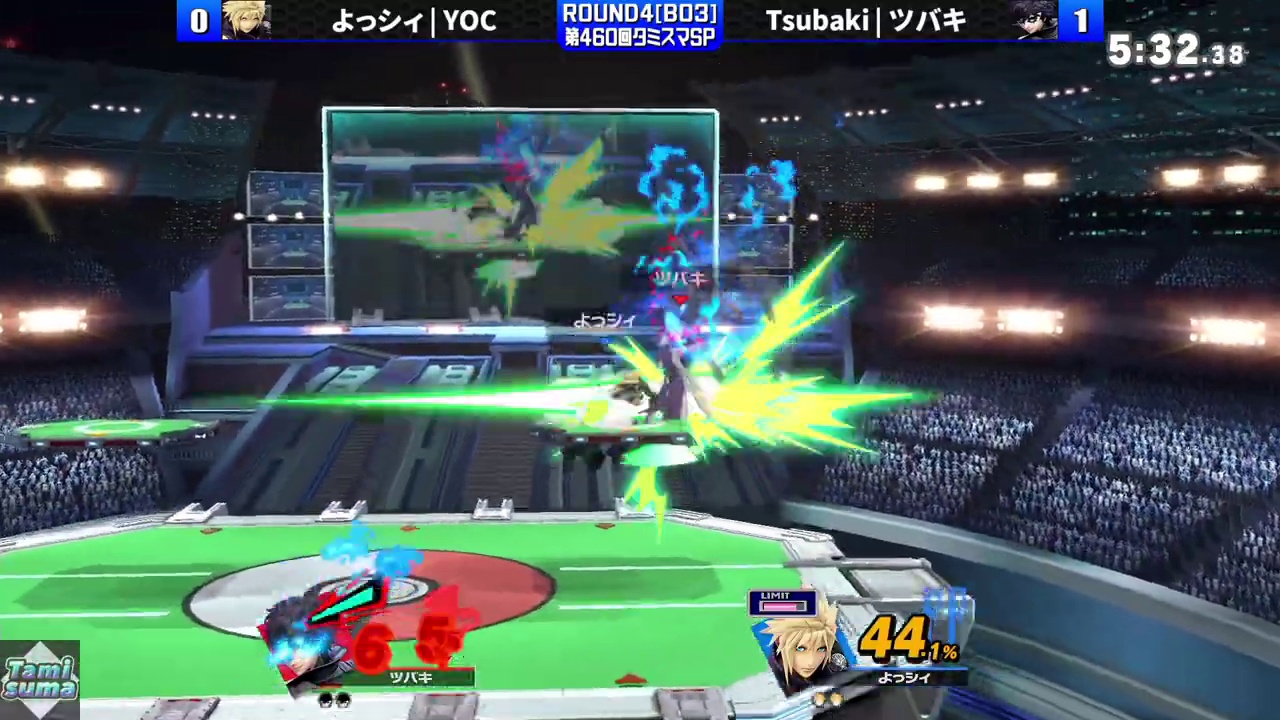 0 よっシィ | YOC ROUND4[BO3] Tsubaki | ツバキ 1
第460回タミスマSP
5:32.38
ツバキ
よっシィ
LIMIT
44.1%
ツバキ
よっシィ
Tami
suma